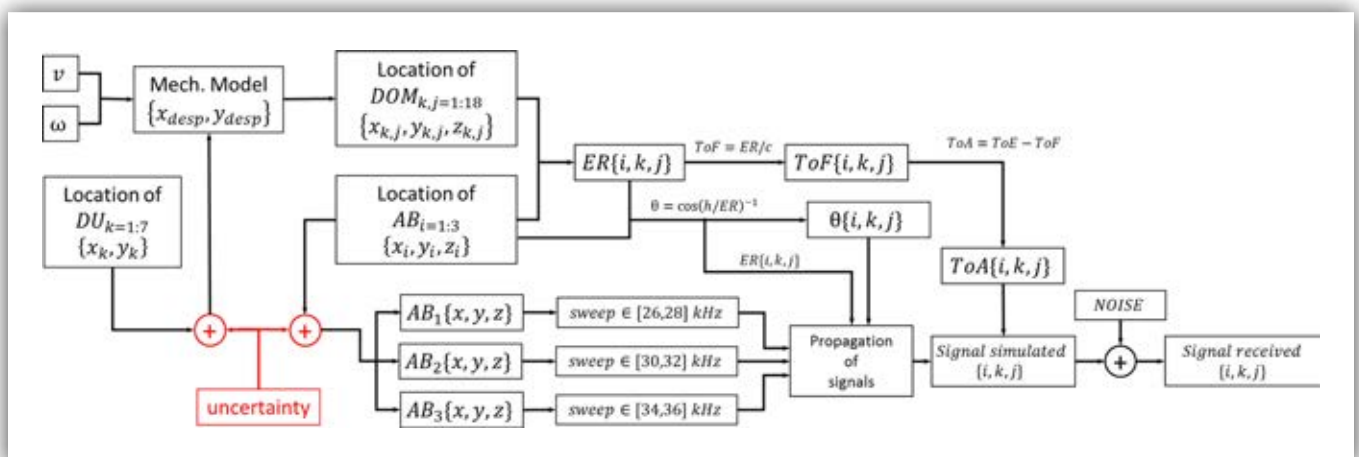 v
ω
Mech. Model
{x_desp, y_desp}
Location of
DOM_k,j=1:18
{x_k,j, y_k,j, z_k,j}
Location of
DU_k=1:7
{x_k, y_k}
Location of
AB_i=1:3
{x_i, y_i, z_i}
ER{i, k, j}
ToF = ER/c
ToF{i, k, j}
ToA = ToE − ToF
θ = cos(h/ER)⁻¹
θ{i, k, j}
ER{i, k, j}
ToA{i, k, j}
+
+
uncertainty
AB₁{x, y, z}
sweep ∈ [26,28] kHz
AB₂{x, y, z}
sweep ∈ [30,32] kHz
AB₃{x, y, z}
sweep ∈ [34,36] kHz
Propagation
of
signals
Signal simulated
{i, k, j}
NOISE
+
Signal received
{i, k, j}